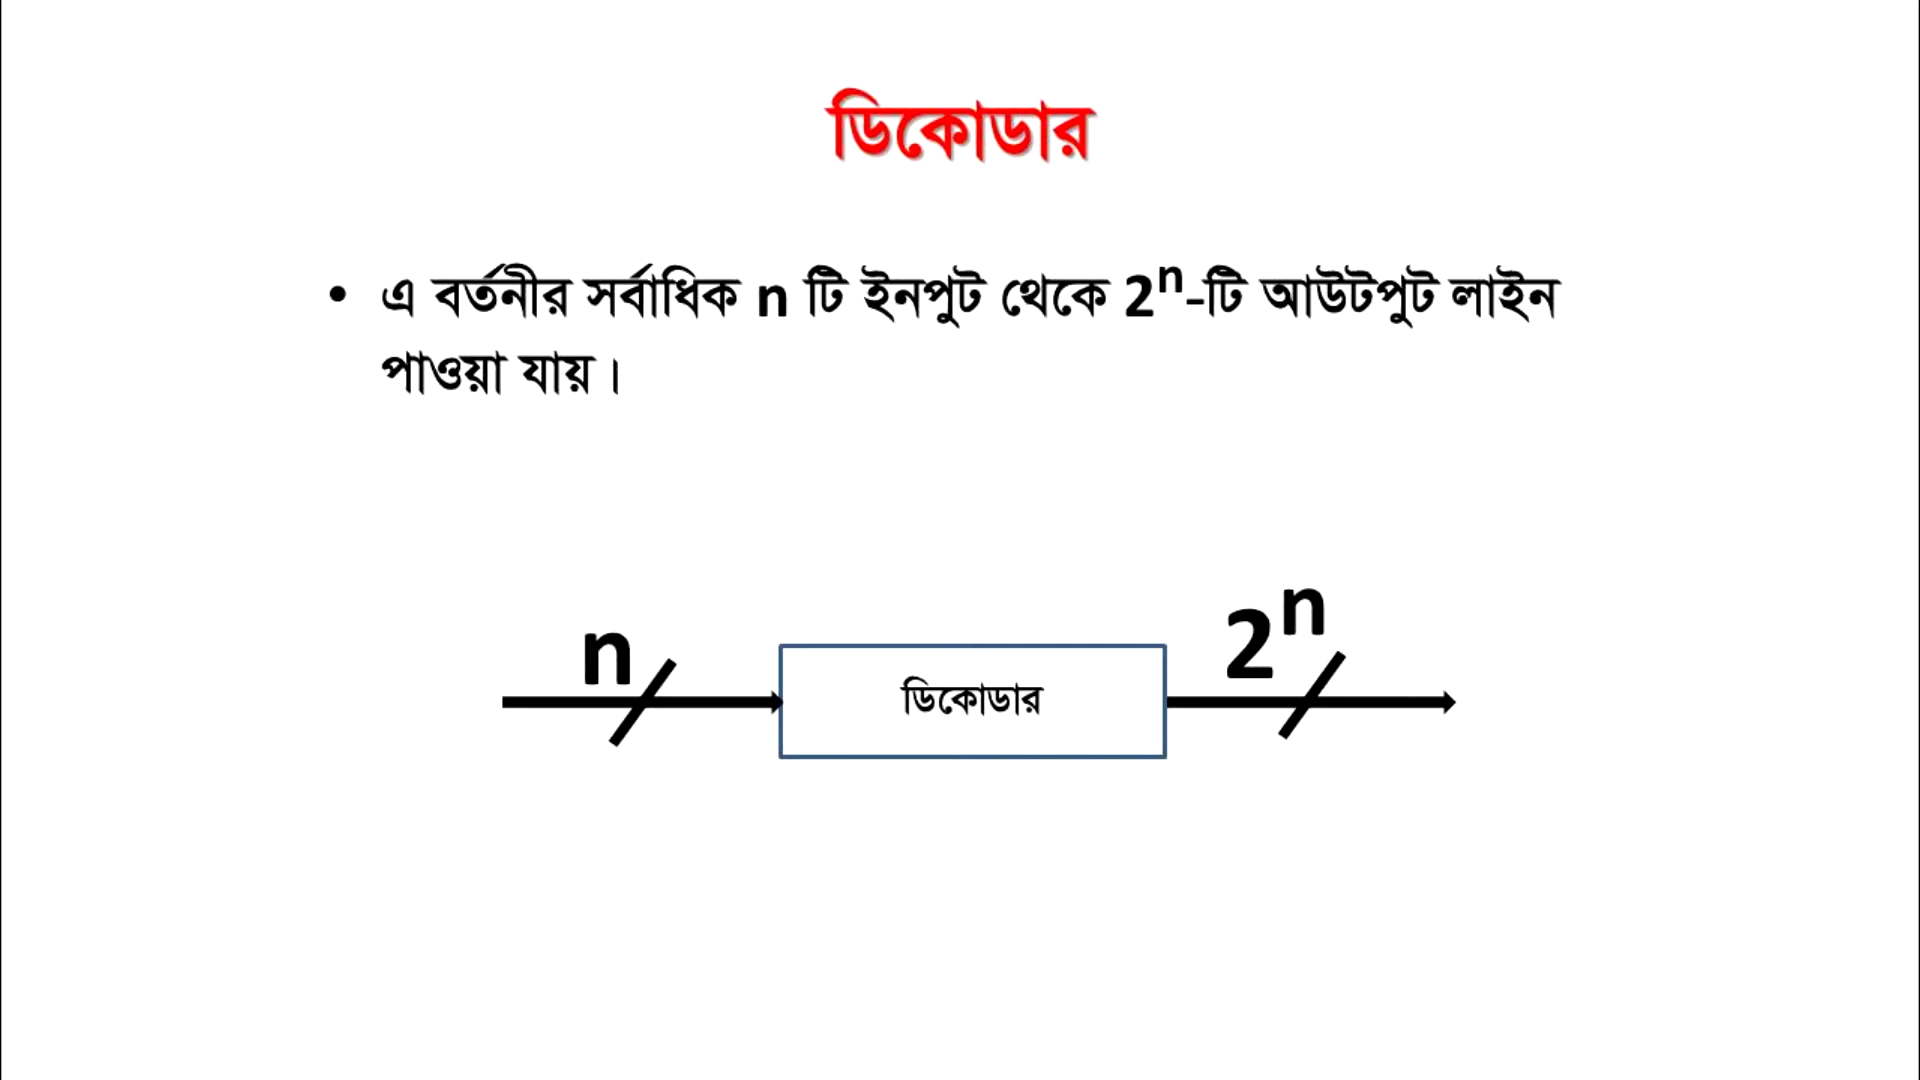 ডিকোডার
• এ বর্তনীর সর্বাধিক n টি ইনপুট থেকে 2ⁿ-টি আউটপুট লাইন
পাওয়া যায়।
n
2ⁿ
ডিকোডার